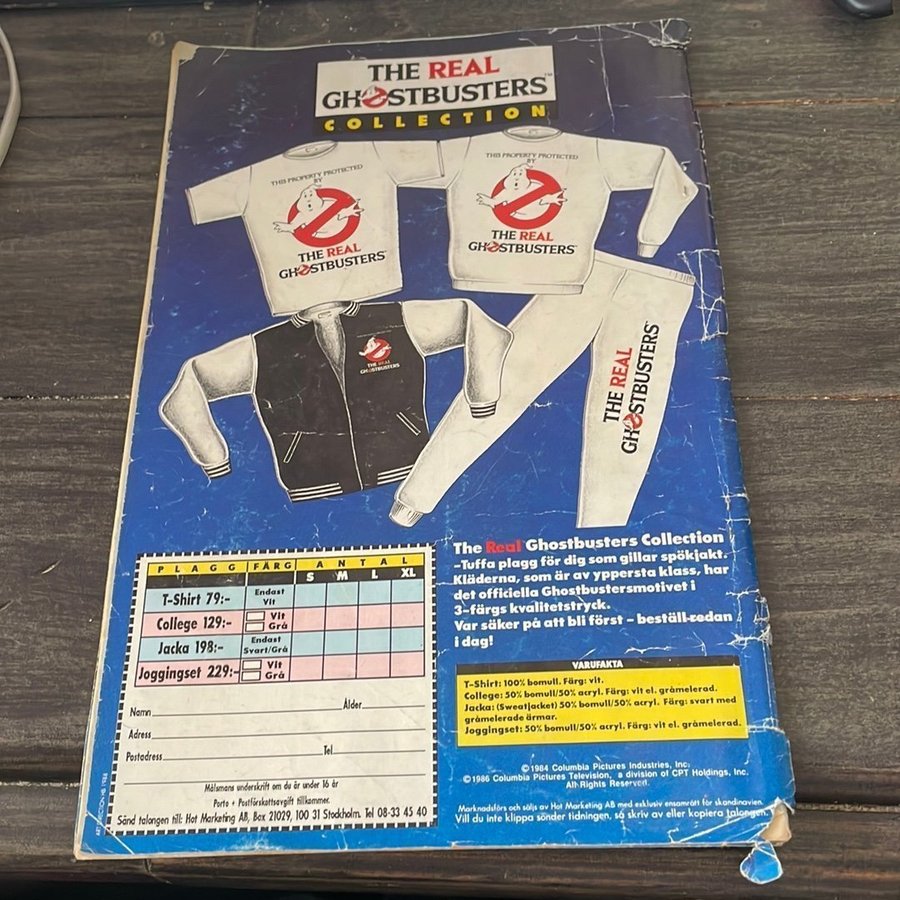 THE REAL
GHOSTBUSTERS™
COLLECTION
THIS PROPERTY PROTECTED
BY
THE REAL
GHOSTBUSTERS™
THIS PROPERTY PROTECTED
BY
THE REAL
GHOSTBUSTERS™
THE REAL
GHOSTBUSTERS
THE REAL
GHOSTBUSTERS™
The Real Ghostbusters Collection
-Tuffa plagg för dig som gillar spökjakt.
Kläderna, som är av yppersta klass, har
det officiella Ghostbustersmotivet i
3-färgs kvalitetstryck.
Var säker på att bli först – beställ redan
i dag!
PLAGG FÄRG ANTAL
S M L XL
T-Shirt 79:- Endast Vit
College 129:- Vit
Grå
Jacka 198:- Endast Svart/Grå
Joggingset 229:- Vit
Grå
Namn Ålder
Adress
Postadress Tel
Målsmans underskrift om du är under 16 år
Porto + Postförskottsavgift tillkommer.
Sänd talongen till: Hot Marketing AB, Box 21029, 100 31 Stockholm. Tel 08-33 45 40
VARUFAKTA
T-Shirt: 100% bomull. Färg: vit.
College: 50% bomull/50% acryl. Färg: vit el. gråmelerad.
Jacka: (Sweatjacket) 50% bomull/50% acryl. Färg: svart med
gråmelerade ärmar.
Joggingset: 50% bomull/50% acryl. Färg: vit el. gråmelerad.
©1984 Columbia Pictures Industries, Inc.
©1986 Columbia Pictures Television, a division of CPT Holdings, Inc.
All Rights Reserved.
Marknadsförs och säljs av Hot Marketing AB med exklusiv ensamrätt för skandinavien.
Vill du inte klippa sönder tidningen, så skriv av eller kopiera talongen.